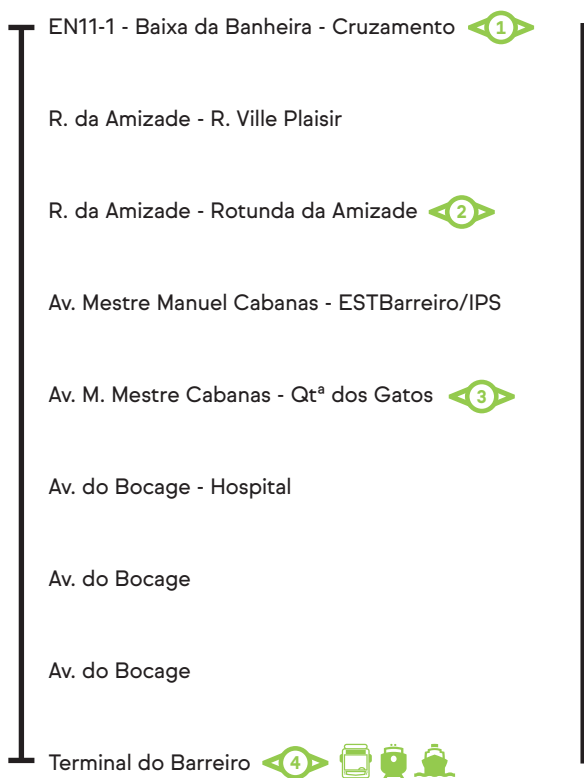 EN11-1 - Baixa da Banheira - Cruzamento 1
R. da Amizade - R. Ville Plaisir
R. da Amizade - Rotunda da Amizade 2
Av. Mestre Manuel Cabanas - ESTBarreiro/IPS
Av. M. Mestre Cabanas - Qtª dos Gatos 3
Av. do Bocage - Hospital
Av. do Bocage
Av. do Bocage
Terminal do Barreiro 4